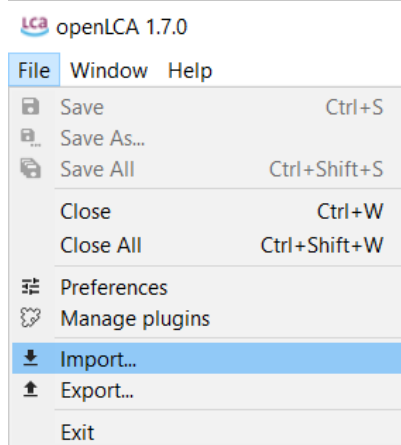 LCA openLCA 1.7.0
File Window Help
Save Ctrl+S
Save As...
Save All Ctrl+Shift+S
Close Ctrl+W
Close All Ctrl+Shift+W
Preferences
Manage plugins
Import...
Export...
Exit